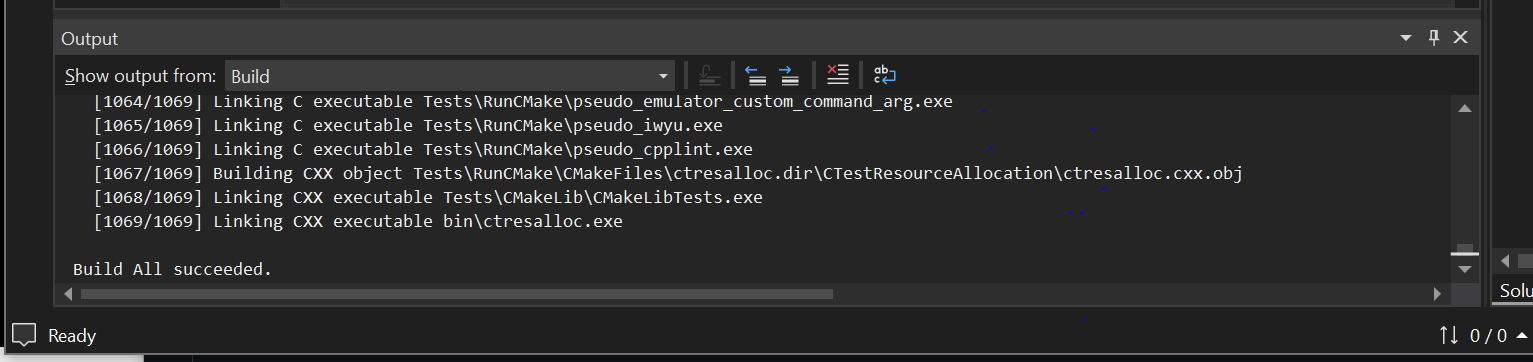 Output
Show output from: Build
[1064/1069] Linking C executable Tests\RunCMake\pseudo_emulator_custom_command_arg.exe
[1065/1069] Linking C executable Tests\RunCMake\pseudo_iwyu.exe
[1066/1069] Linking C executable Tests\RunCMake\pseudo_cpplint.exe
[1067/1069] Building CXX object Tests\RunCMake\CMakeFiles\ctresalloc.dir\CTestResourceAllocation\ctresalloc.cxx.obj
[1068/1069] Linking CXX executable Tests\CMakeLib\CMakeLibTests.exe
[1069/1069] Linking CXX executable bin\ctresalloc.exe
Build All succeeded.
Solu
Ready
0 / 0